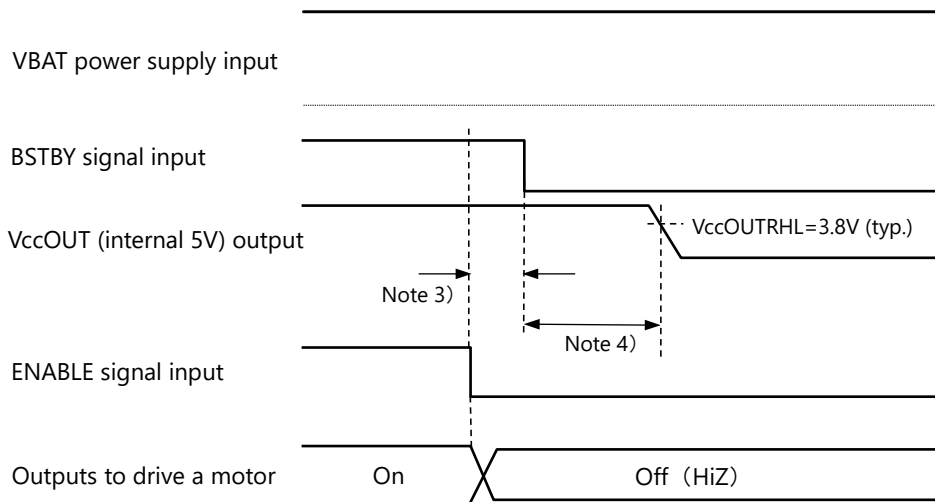 VBAT power supply input
BSTBY signal input
VccOUT (internal 5V) output
VccOUTRHL=3.8V (typ.)
Note 3）
Note 4）
ENABLE signal input
Outputs to drive a motor
On
Off（HiZ）